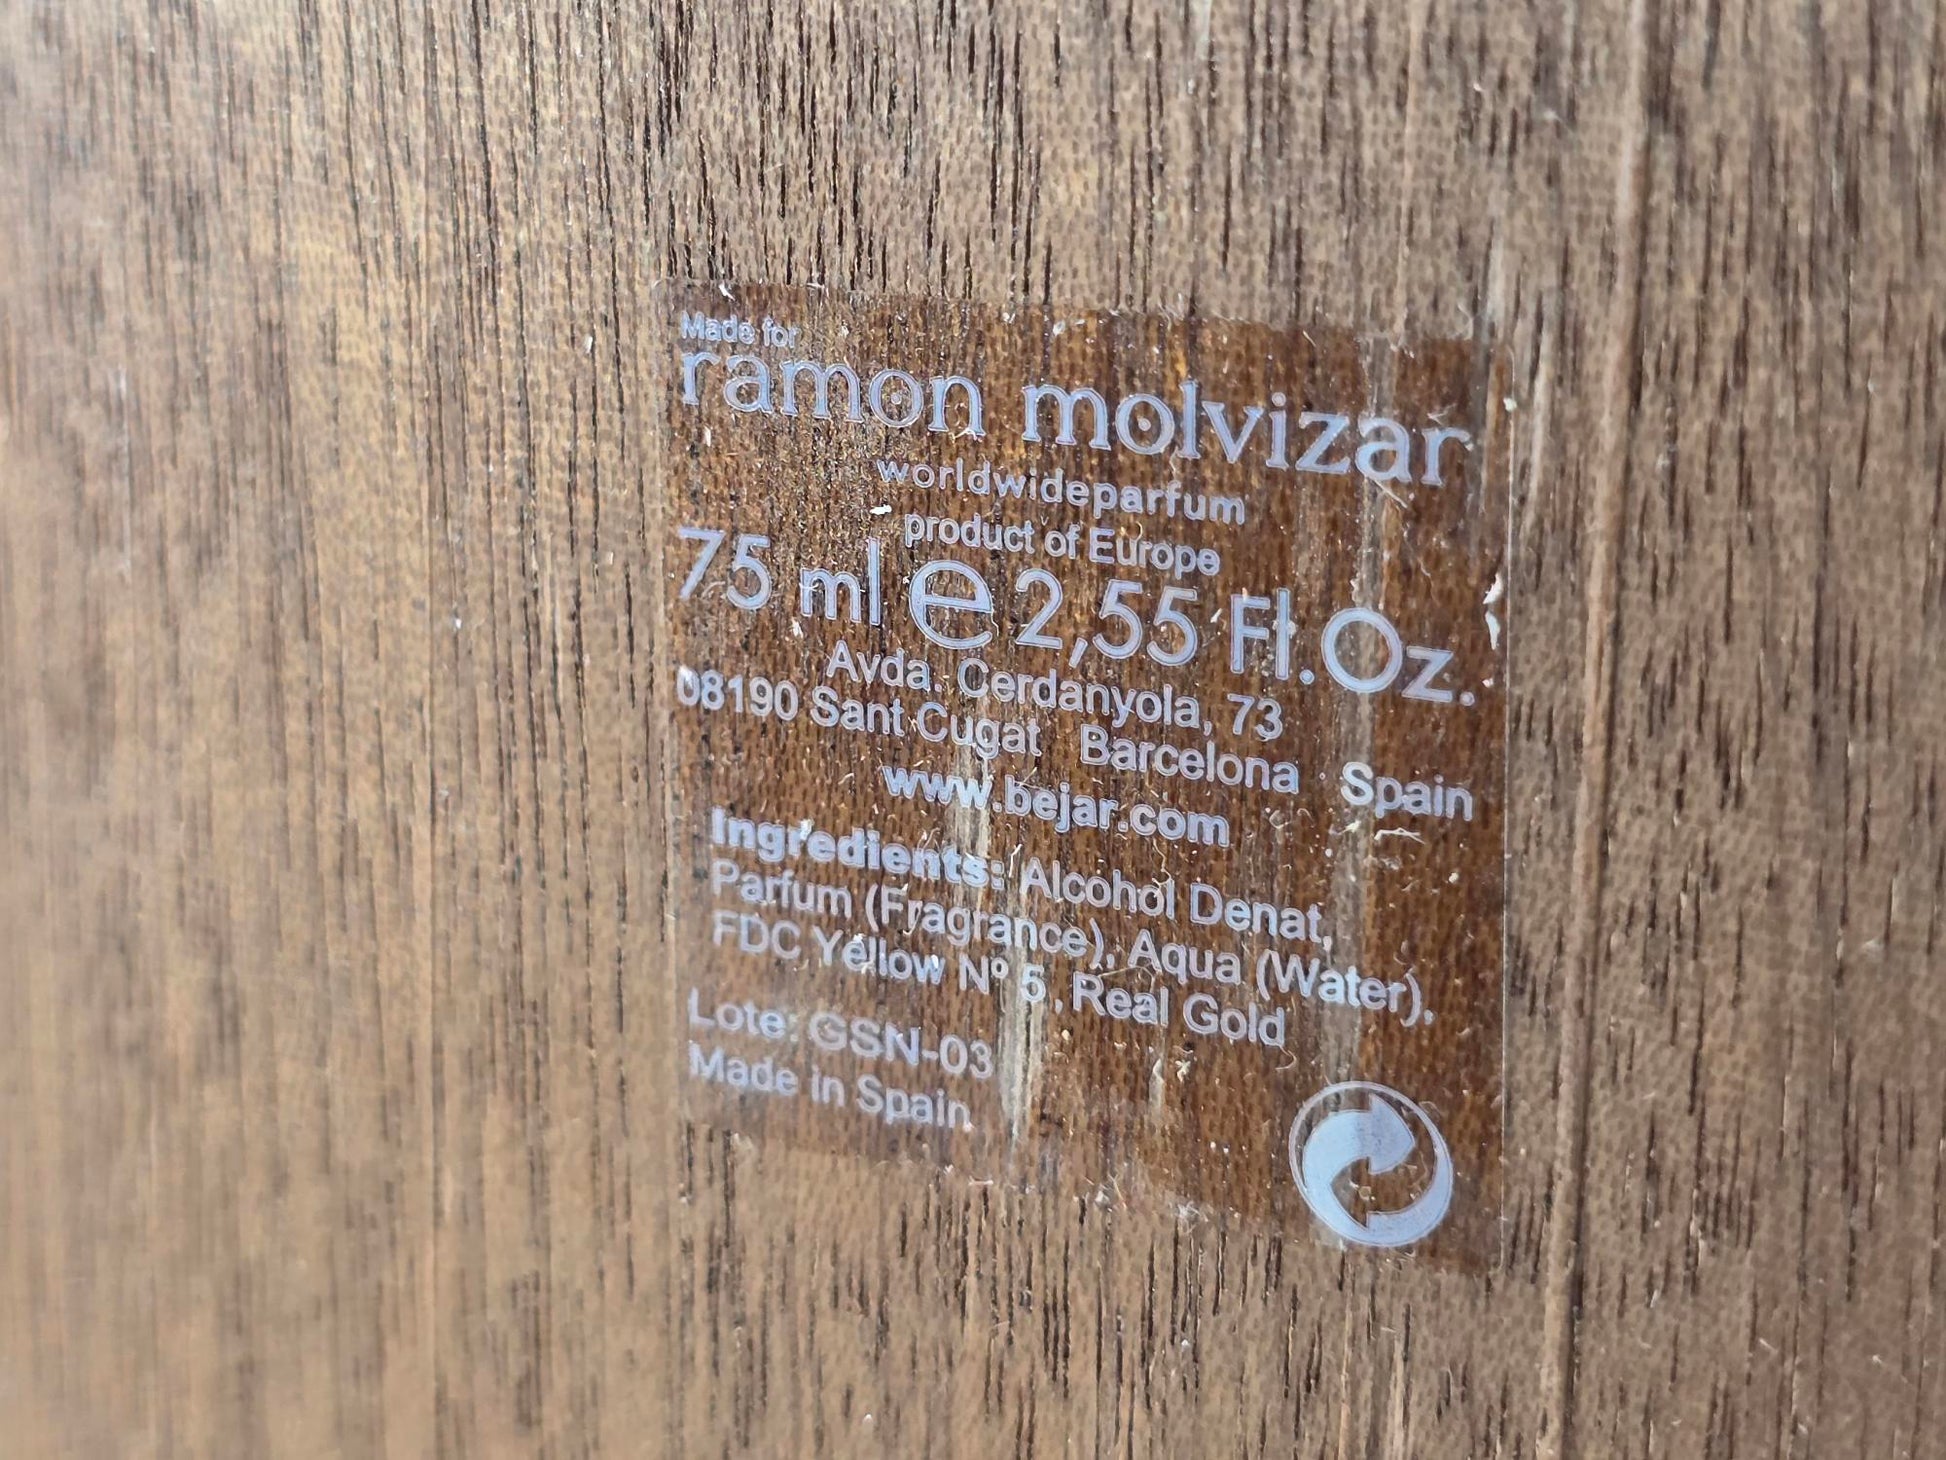 Made for
ramon molvizar
worldwideparfum
product of Europe
75 ml e 2,55 Fl.Oz.
Avda. Cerdanyola, 73
08190 Sant Cugat Barcelona · Spain
www.bejar.com
Ingredients: Alcohol Denat,
Parfum (Fragrance), Aqua (Water),
FDC Yellow Nº 5, Real Gold
Lote: GSN-03
Made in Spain